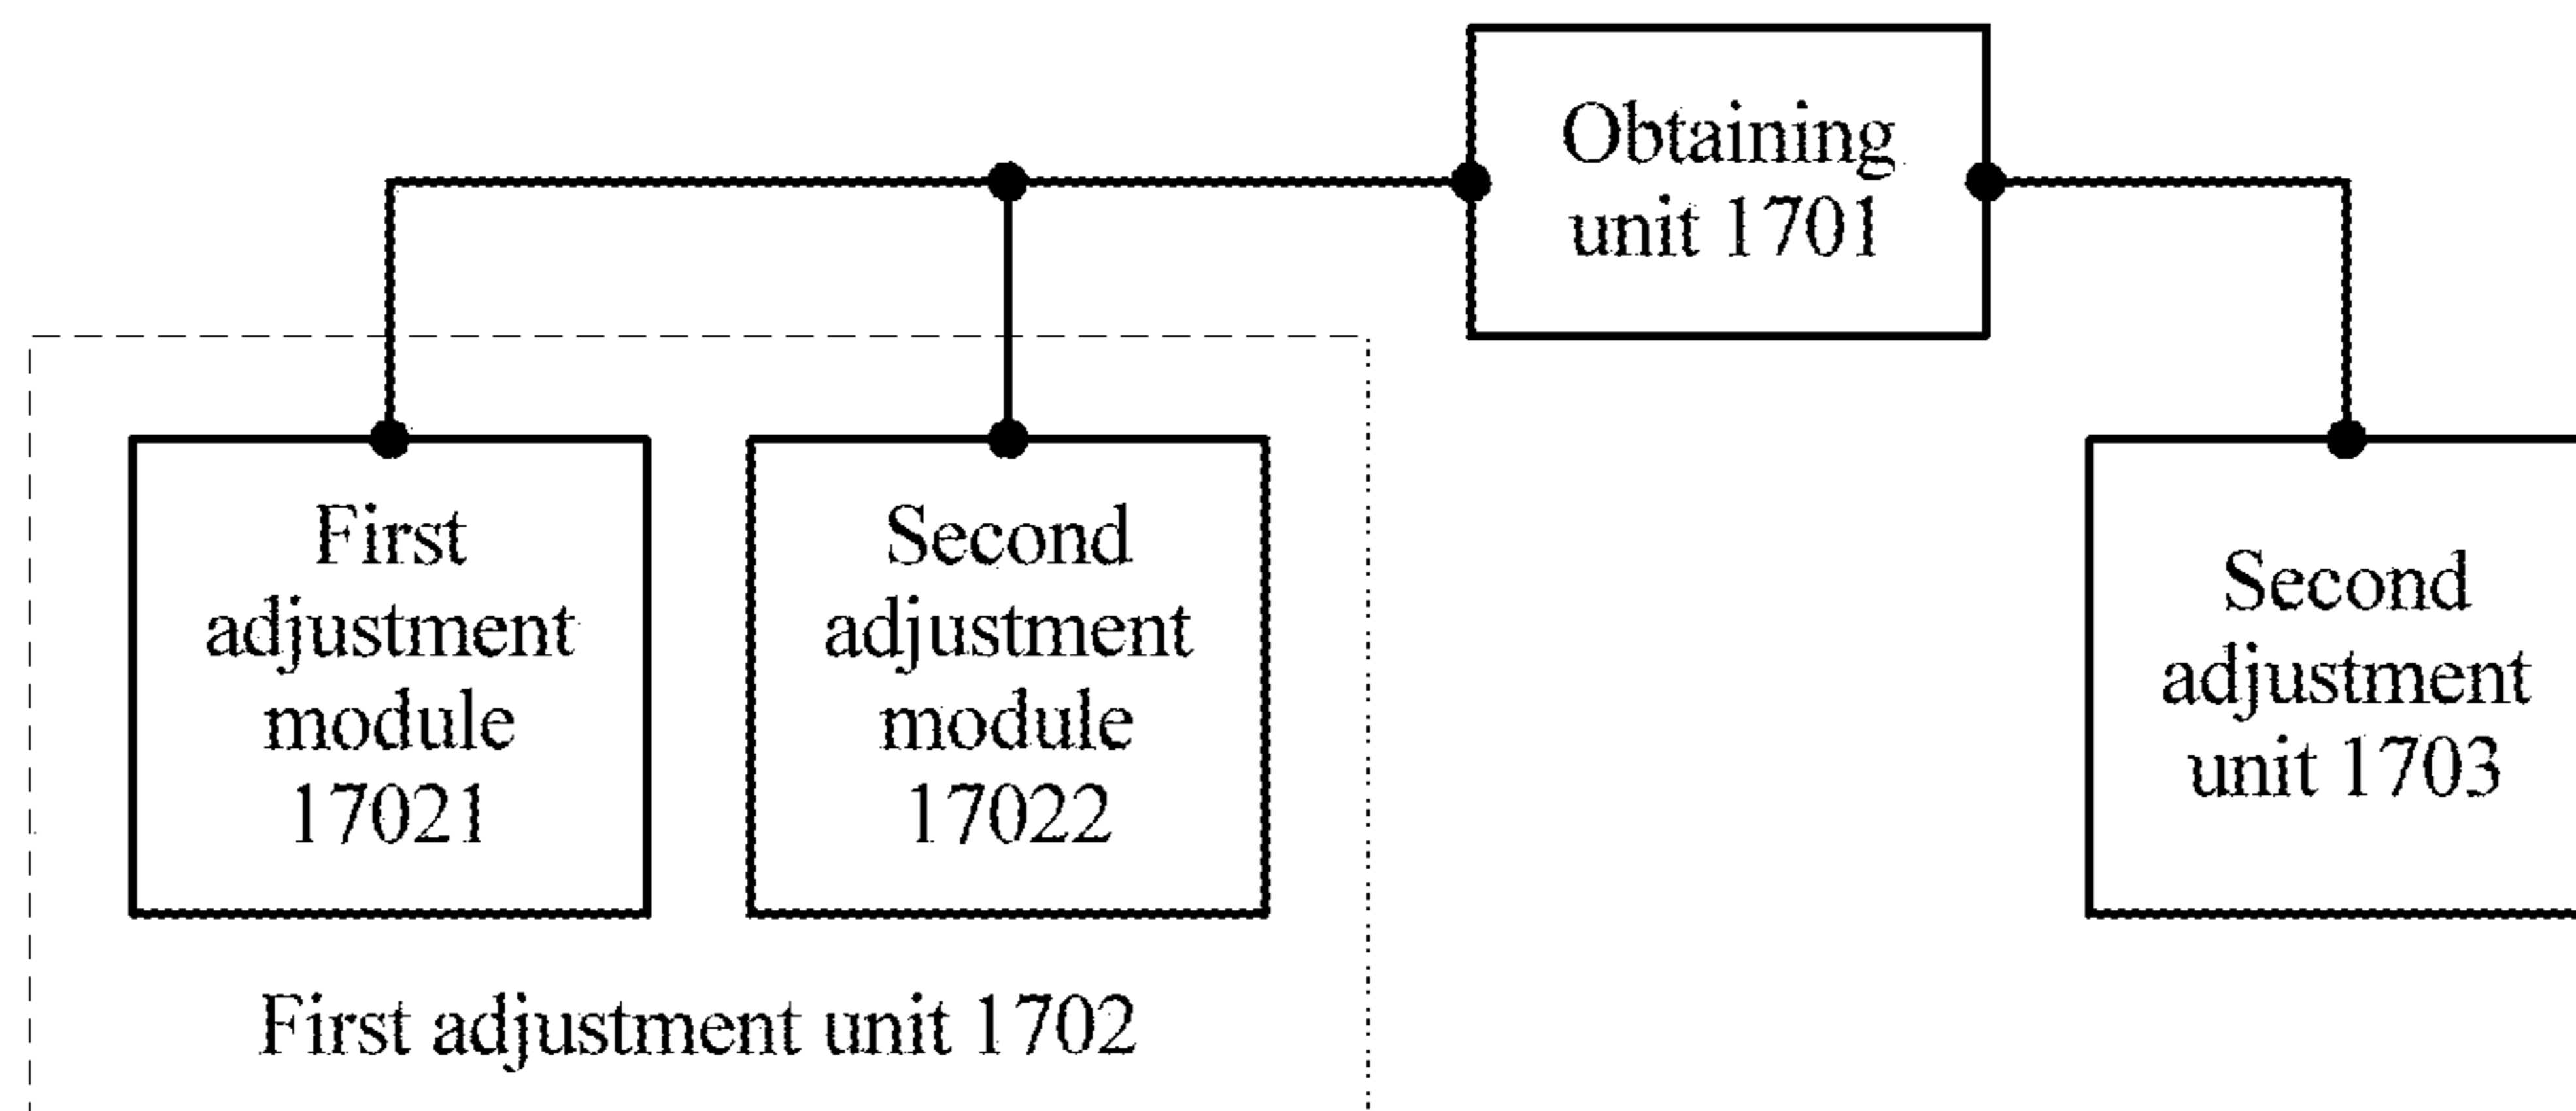 Obtaining
unit 1701
First
adjustment
module
17021
Second
adjustment
module
17022
Second
adjustment
unit 1703
First adjustment unit 1702